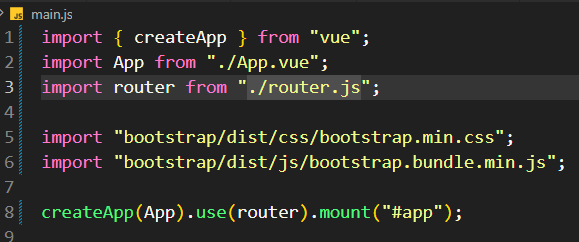 JS main.js
1 import { createApp } from "vue";
2 import App from "./App.vue";
3 import router from "./router.js";
4
5 import "bootstrap/dist/css/bootstrap.min.css";
6 import "bootstrap/dist/js/bootstrap.bundle.min.js";
7
8 createApp(App).use(router).mount("#app");
9